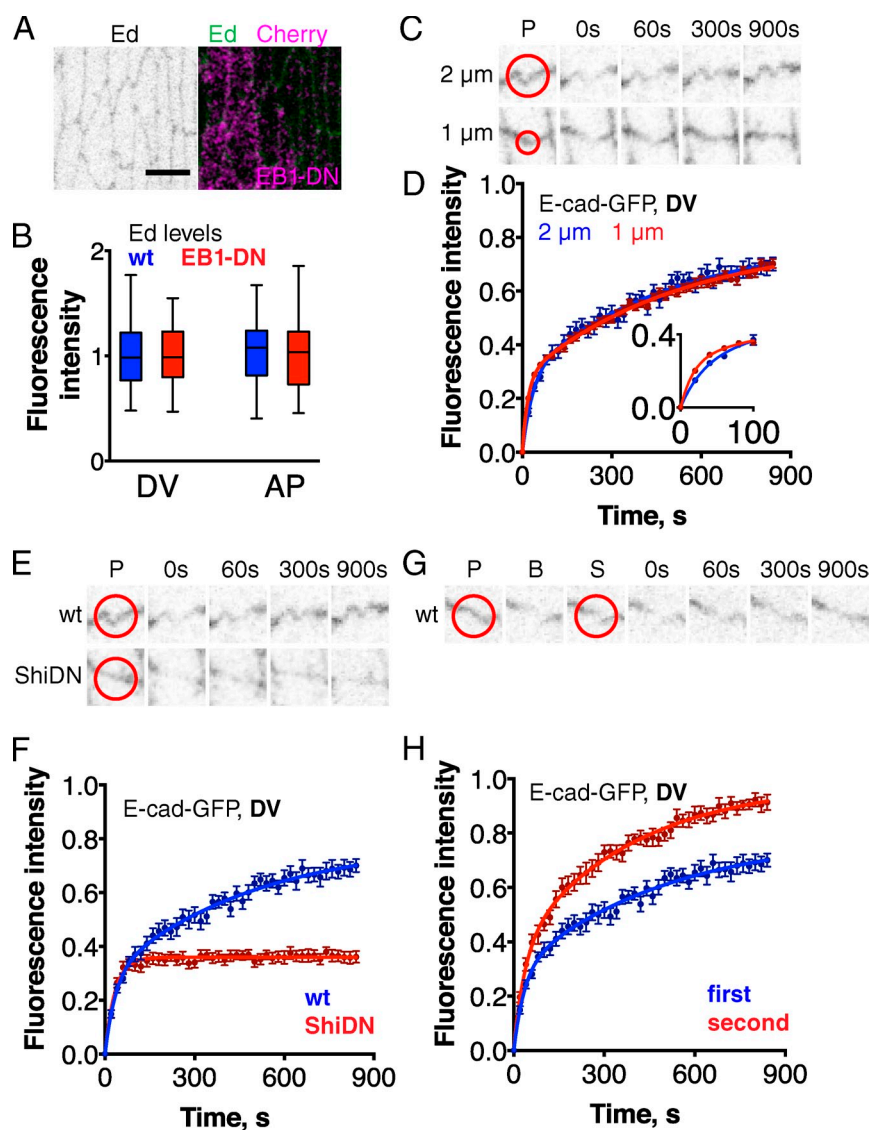 A
Ed
Ed Cherry
EB1-DN
B
Ed levels
wt EB1-DN
Fluorescence intensity
2
1
0
DV AP
C
P 0s 60s 300s 900s
2 µm
1 µm
D
E-cad-GFP, DV
2 µm 1 µm
Fluorescence intensity
1.0
0.8
0.6
0.4
0.2
0.0
0.4
0.0
0 100
0 300 600 900
Time, s
E
P 0s 60s 300s 900s
wt
ShiDN
G
P B S 0s 60s 300s 900s
wt
F
E-cad-GFP, DV
Fluorescence intensity
1.0
0.8
0.6
0.4
0.2
0.0
wt
ShiDN
0 300 600 900
Time, s
H
E-cad-GFP, DV
Fluorescence intensity
1.0
0.8
0.6
0.4
0.2
0.0
first
second
0 300 600 900
Time, s